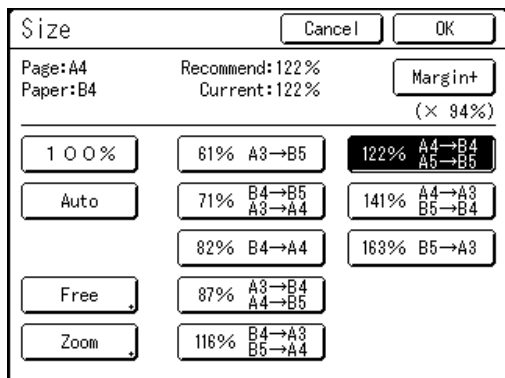 Size Cancel OK
Page:A4 Recommend:122%
Paper:B4 Current:122%
Margin+
(× 94%)
１００% 61% A3→B5 122% A4→B4 A5→B5
Auto 71% B4→B5 A3→A4 141% A4→A3 B5→B4
82% B4→A4 163% B5→A3
Free 87% A3→B4 A4→B5
Zoom 116% B4→A3 B5→A4